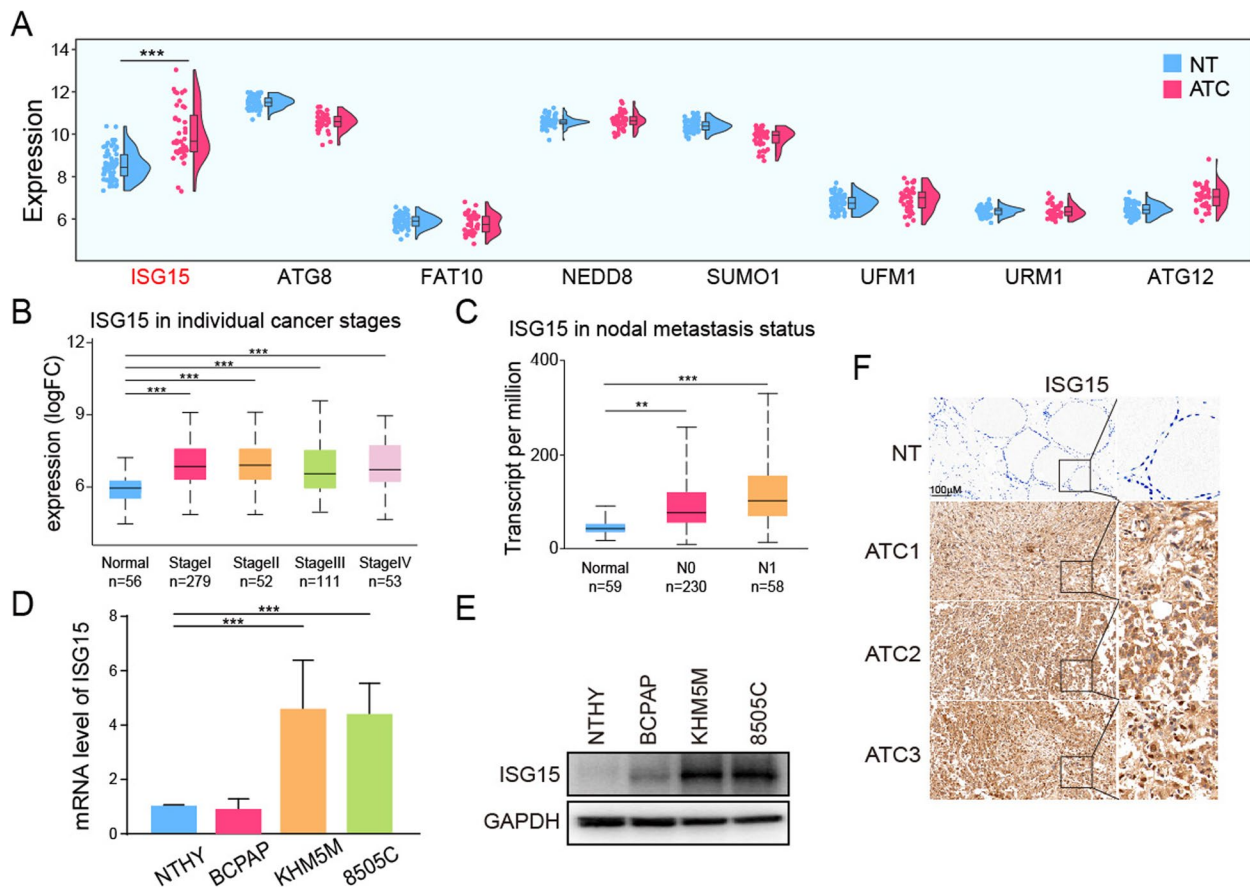 A
***
NT
ATC
14
12
10
8
6
Expression
ISG15 ATG8 FAT10 NEDD8 SUMO1 UFM1 URM1 ATG12
B
ISG15 in individual cancer stages
expression (logFC)
12
9
6
***
***
***
***
Normal StageI StageII StageIII StageIV
n=56 n=279 n=52 n=111 n=53
C
ISG15 in nodal metastasis status
Transcript per million
400
200
0
***
**
Normal N0 N1
n=59 n=230 n=58
D
mRNA level of ISG15
8
6
4
2
0
***
***
NTHY BCPAP KHM5M 8505C
E
NTHY BCPAP KHM5M 8505C
ISG15
GAPDH
F
ISG15
NT
100μM
ATC1
ATC2
ATC3